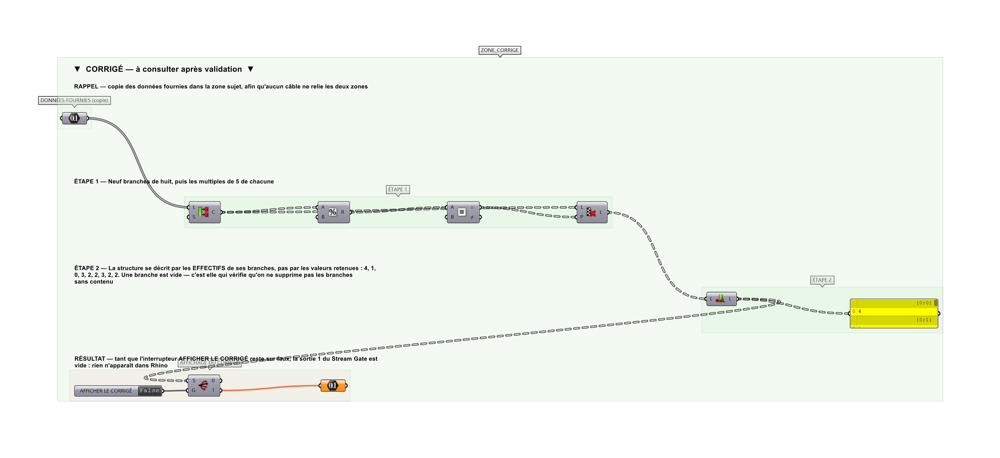 ZONE_CORRIGE
▼ CORRIGÉ — à consulter après validation ▼
RAPPEL — copie des données fournies dans la zone sujet, afin qu'aucun câble ne relie les deux zones
DONNÉES FOURNIES (copie)
0.1
ÉTAPE 1 — Neuf branches de huit, puis les multiples de 5 de chacune
ÉTAPE 1
L
S
C
A
B
%
R
A
B
=
=
≠
L
P
L
ÉTAPE 2 — La structure se décrit par les EFFECTIFS de ses branches, pas par les valeurs retenues : 4, 1,
0, 3, 2, 2, 3, 2, 2. Une branche est vide — c'est elle qui vérifie qu'on ne supprime pas les branches
sans contenu
ÉTAPE 2
L L L
{0;0}
0 4
{0;1}
RÉSULTAT — tant que l'interrupteur AFFICHER LE CORRIGÉ reste sur faux, la sortie 1 du Stream Gate est
vide : rien n'apparaît dans Rhino
AFFICHAGE DU CORRIGÉ
AFFICHER LE CORRIGÉ False
S 0
G 1
0.1